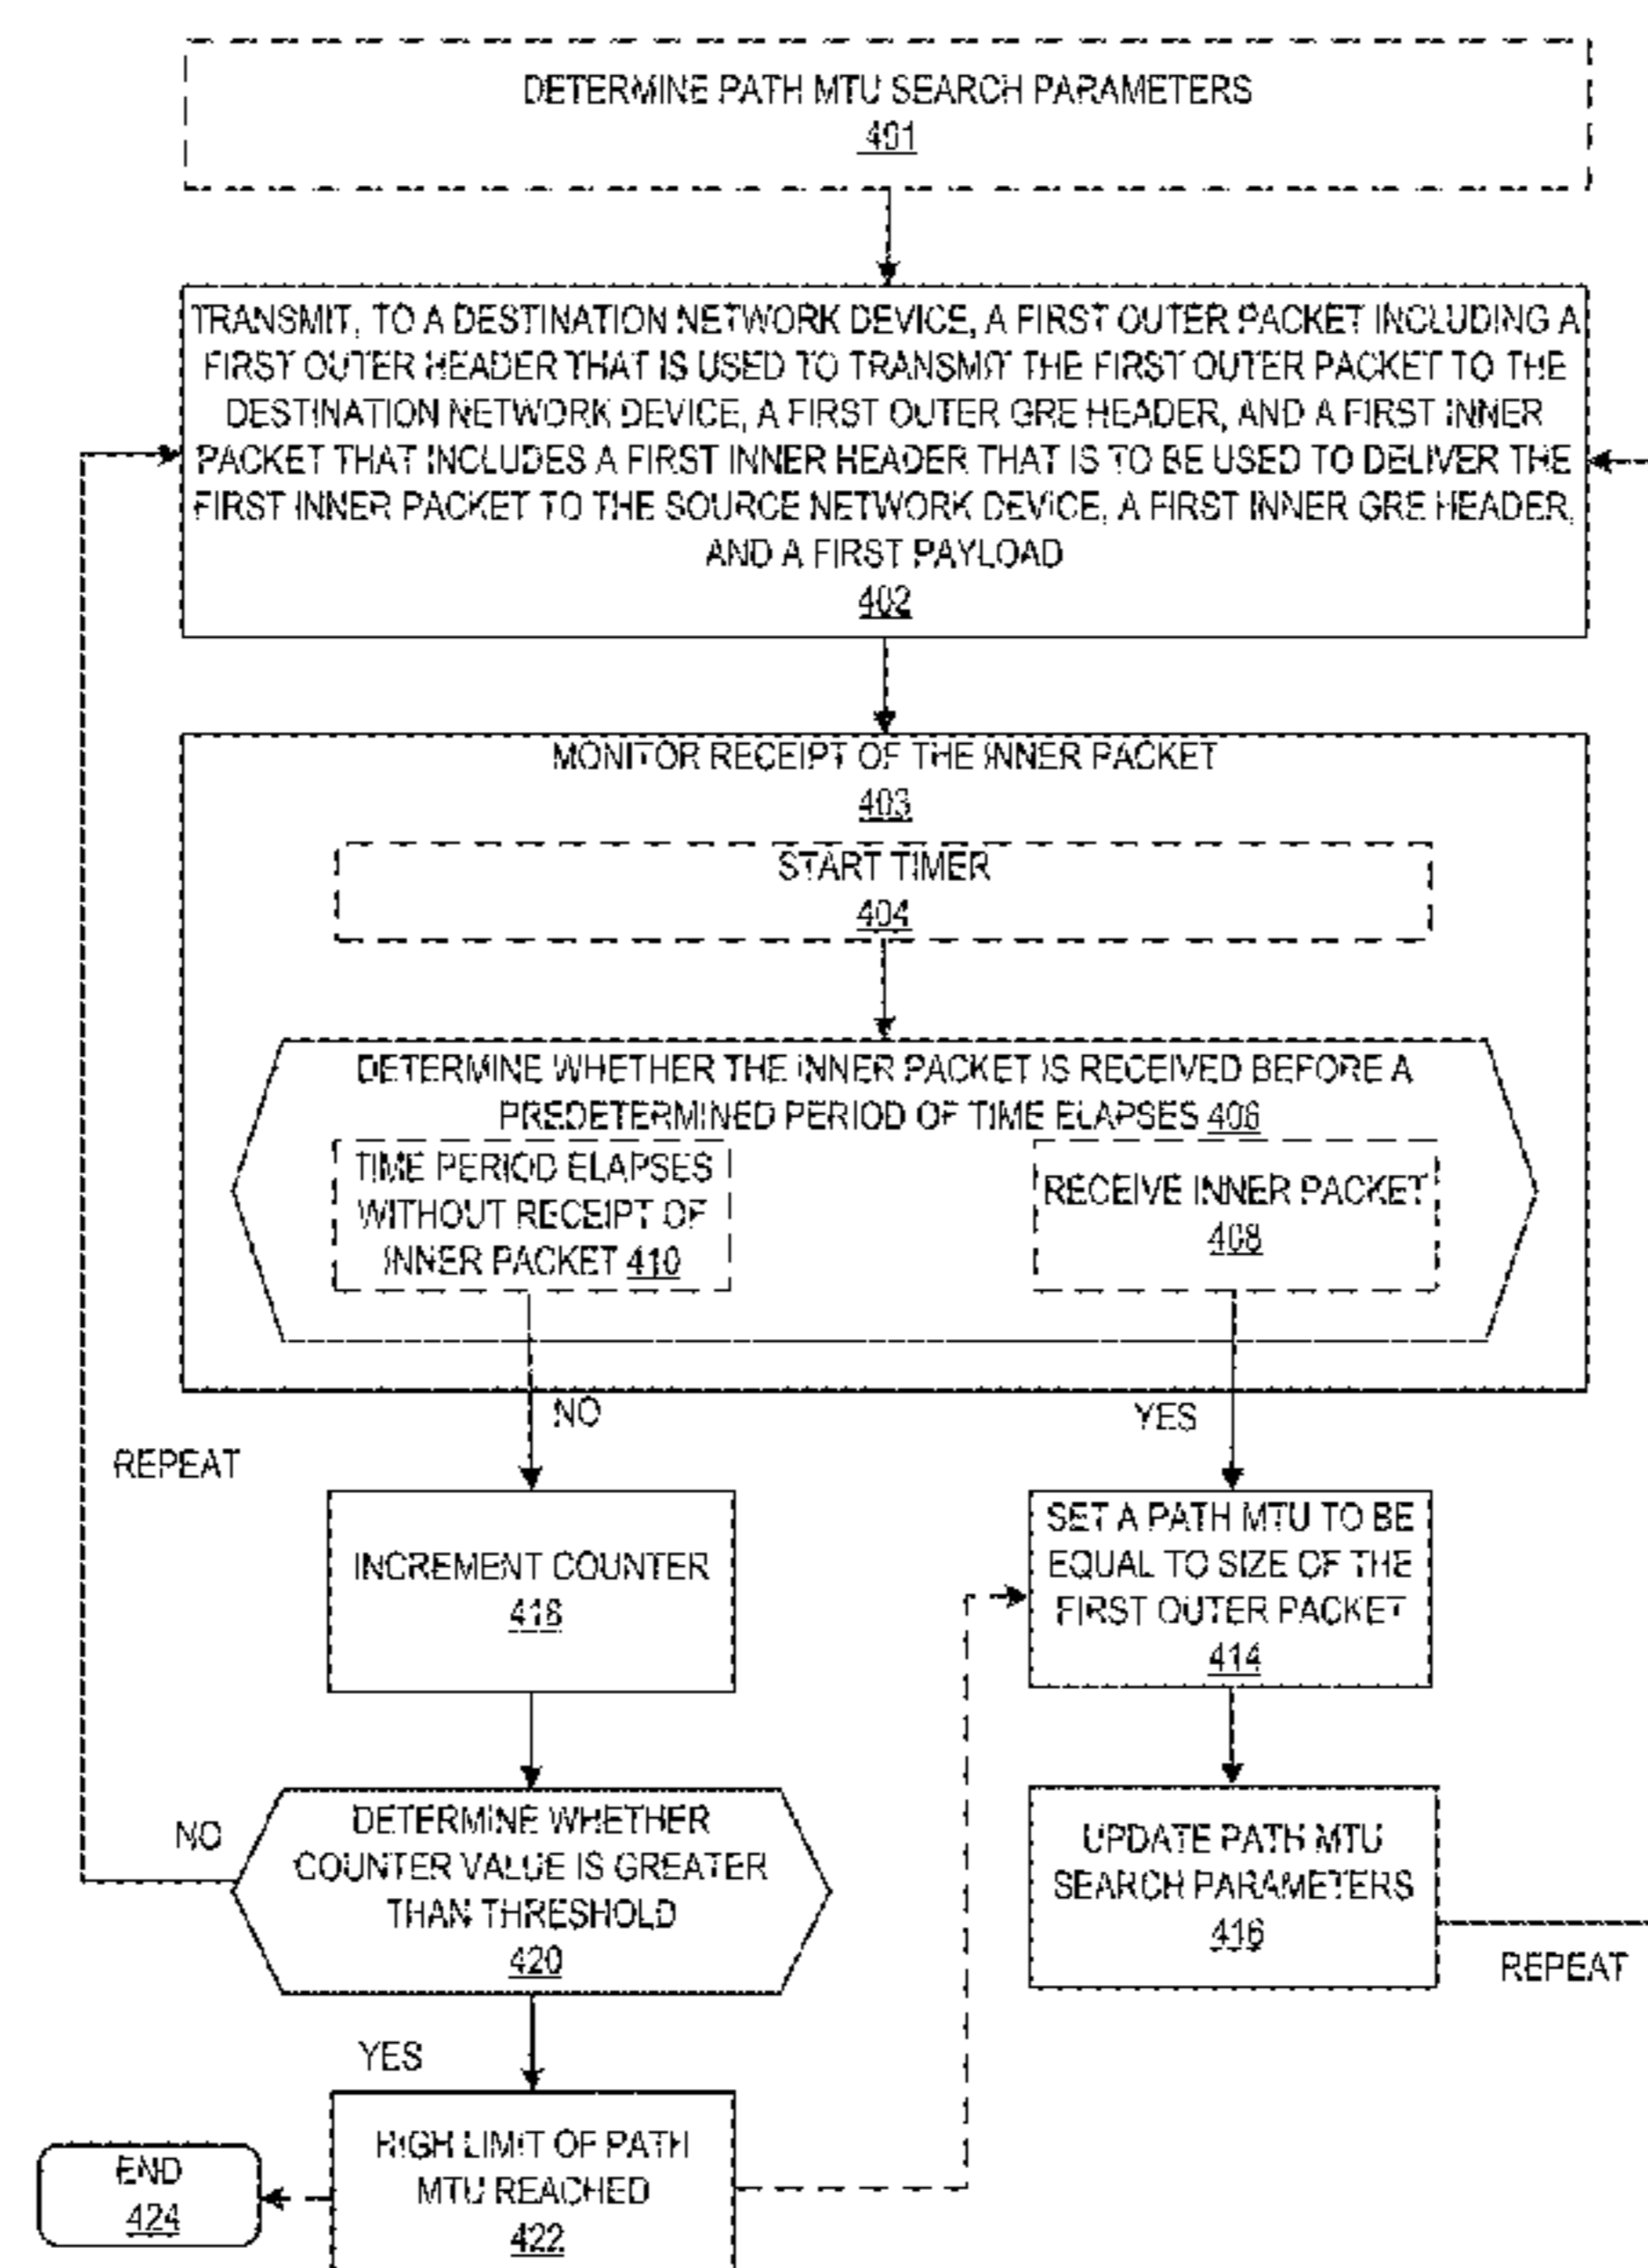 DETERMINE PATH MTU SEARCH PARAMETERS
401
TRANSMIT, TO A DESTINATION NETWORK DEVICE, A FIRST OUTER PACKET INCLUDING A
FIRST OUTER HEADER THAT IS USED TO TRANSMIT THE FIRST OUTER PACKET TO THE
DESTINATION NETWORK DEVICE, A FIRST OUTER GRE HEADER, AND A FIRST INNER
PACKET THAT INCLUDES A FIRST INNER HEADER THAT IS TO BE USED TO DELIVER THE
FIRST INNER PACKET TO THE SOURCE NETWORK DEVICE, A FIRST INNER GRE HEADER,
AND A FIRST PAYLOAD
402
MONITOR RECEIPT OF THE INNER PACKET
403
START TIMER
404
DETERMINE WHETHER THE INNER PACKET IS RECEIVED BEFORE A
PREDETERMINED PERIOD OF TIME ELAPSES 406
TIME PERIOD ELAPSES
WITHOUT RECEIPT OF
INNER PACKET 410
RECEIVE INNER PACKET
408
NO
YES
REPEAT
INCREMENT COUNTER
418
SET A PATH MTU TO BE
EQUAL TO SIZE OF THE
FIRST OUTER PACKET
414
NO
DETERMINE WHETHER
COUNTER VALUE IS GREATER
THAN THRESHOLD
420
UPDATE PATH MTU
SEARCH PARAMETERS
416
REPEAT
YES
HIGH LIMIT OF PATH
MTU REACHED
422
END
424